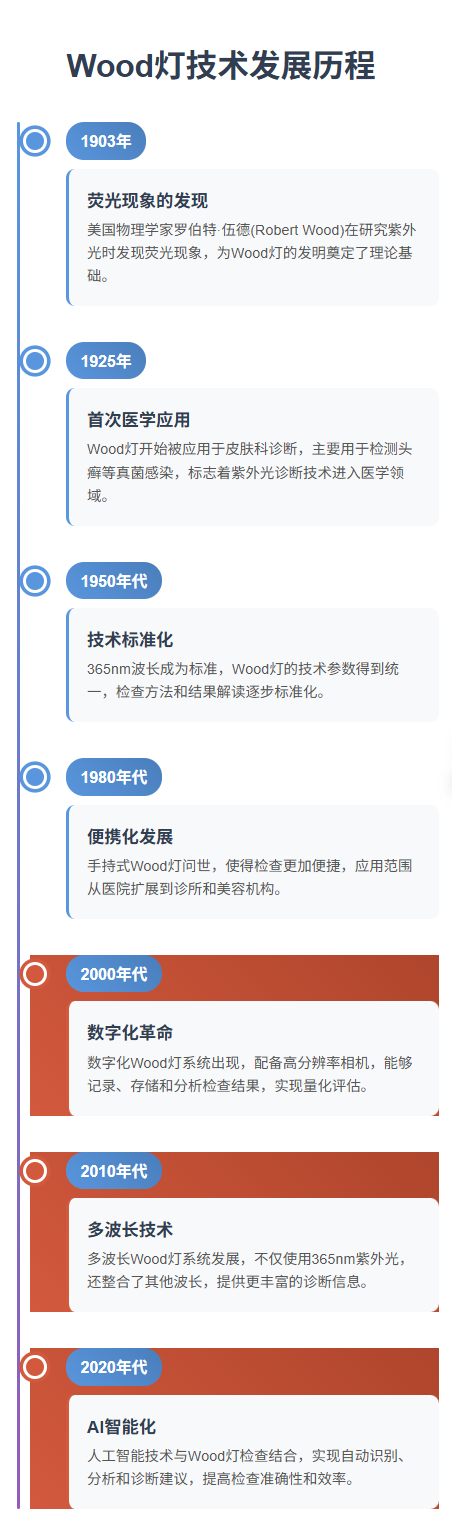 Wood灯技术发展历程
1903年
荧光现象的发现
美国物理学家罗伯特·伍德(Robert Wood)在研究紫外
光时发现荧光现象，为Wood灯的发明奠定了理论基
础。
1925年
首次医学应用
Wood灯开始被应用于皮肤科诊断，主要用于检测头
癣等真菌感染，标志着紫外光诊断技术进入医学领
域。
1950年代
技术标准化
365nm波长成为标准，Wood灯的技术参数得到统
一，检查方法和结果解读逐步标准化。
1980年代
便携化发展
手持式Wood灯问世，使得检查更加便捷，应用范围
从医院扩展到诊所和美容机构。
2000年代
数字化革命
数字化Wood灯系统出现，配备高分辨率相机，能够
记录、存储和分析检查结果，实现量化评估。
2010年代
多波长技术
多波长Wood灯系统发展，不仅使用365nm紫外光，
还整合了其他波长，提供更丰富的诊断信息。
2020年代
AI智能化
人工智能技术与Wood灯检查结合，实现自动识别、
分析和诊断建议，提高检查准确性和效率。